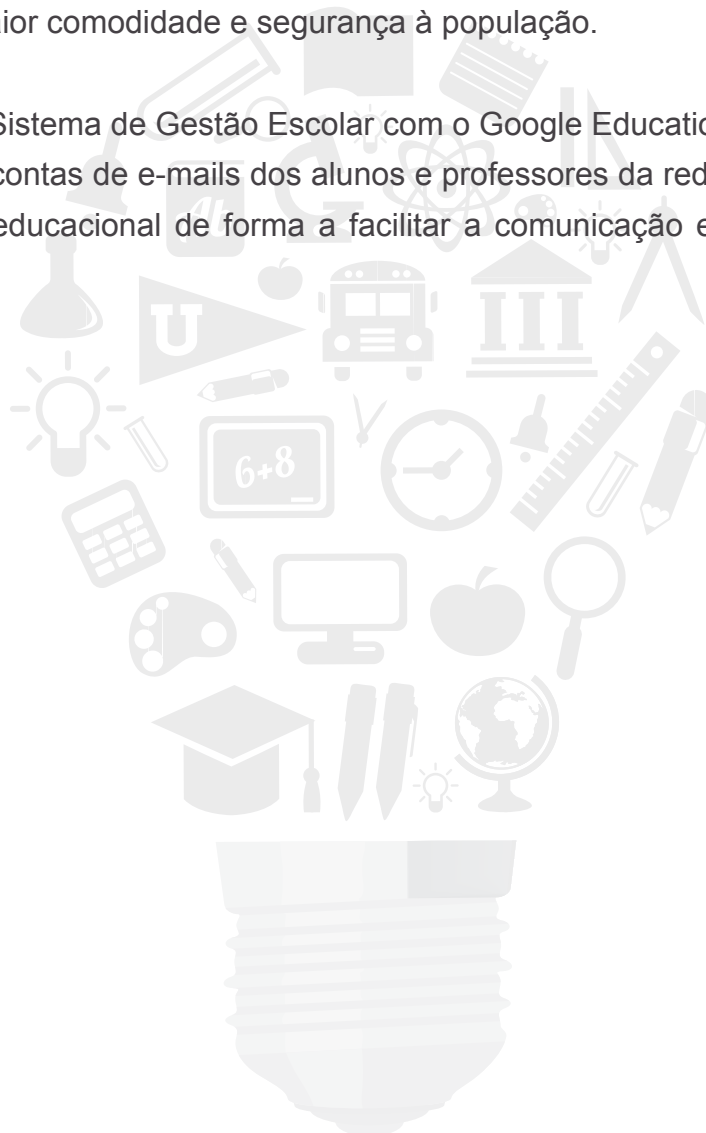 ior comodidade e segurança à população.
Sistema de Gestão Escolar com o Google Educatio
contas de e-mails dos alunos e professores da red
educacional de forma a facilitar a comunicação e
U
6+8